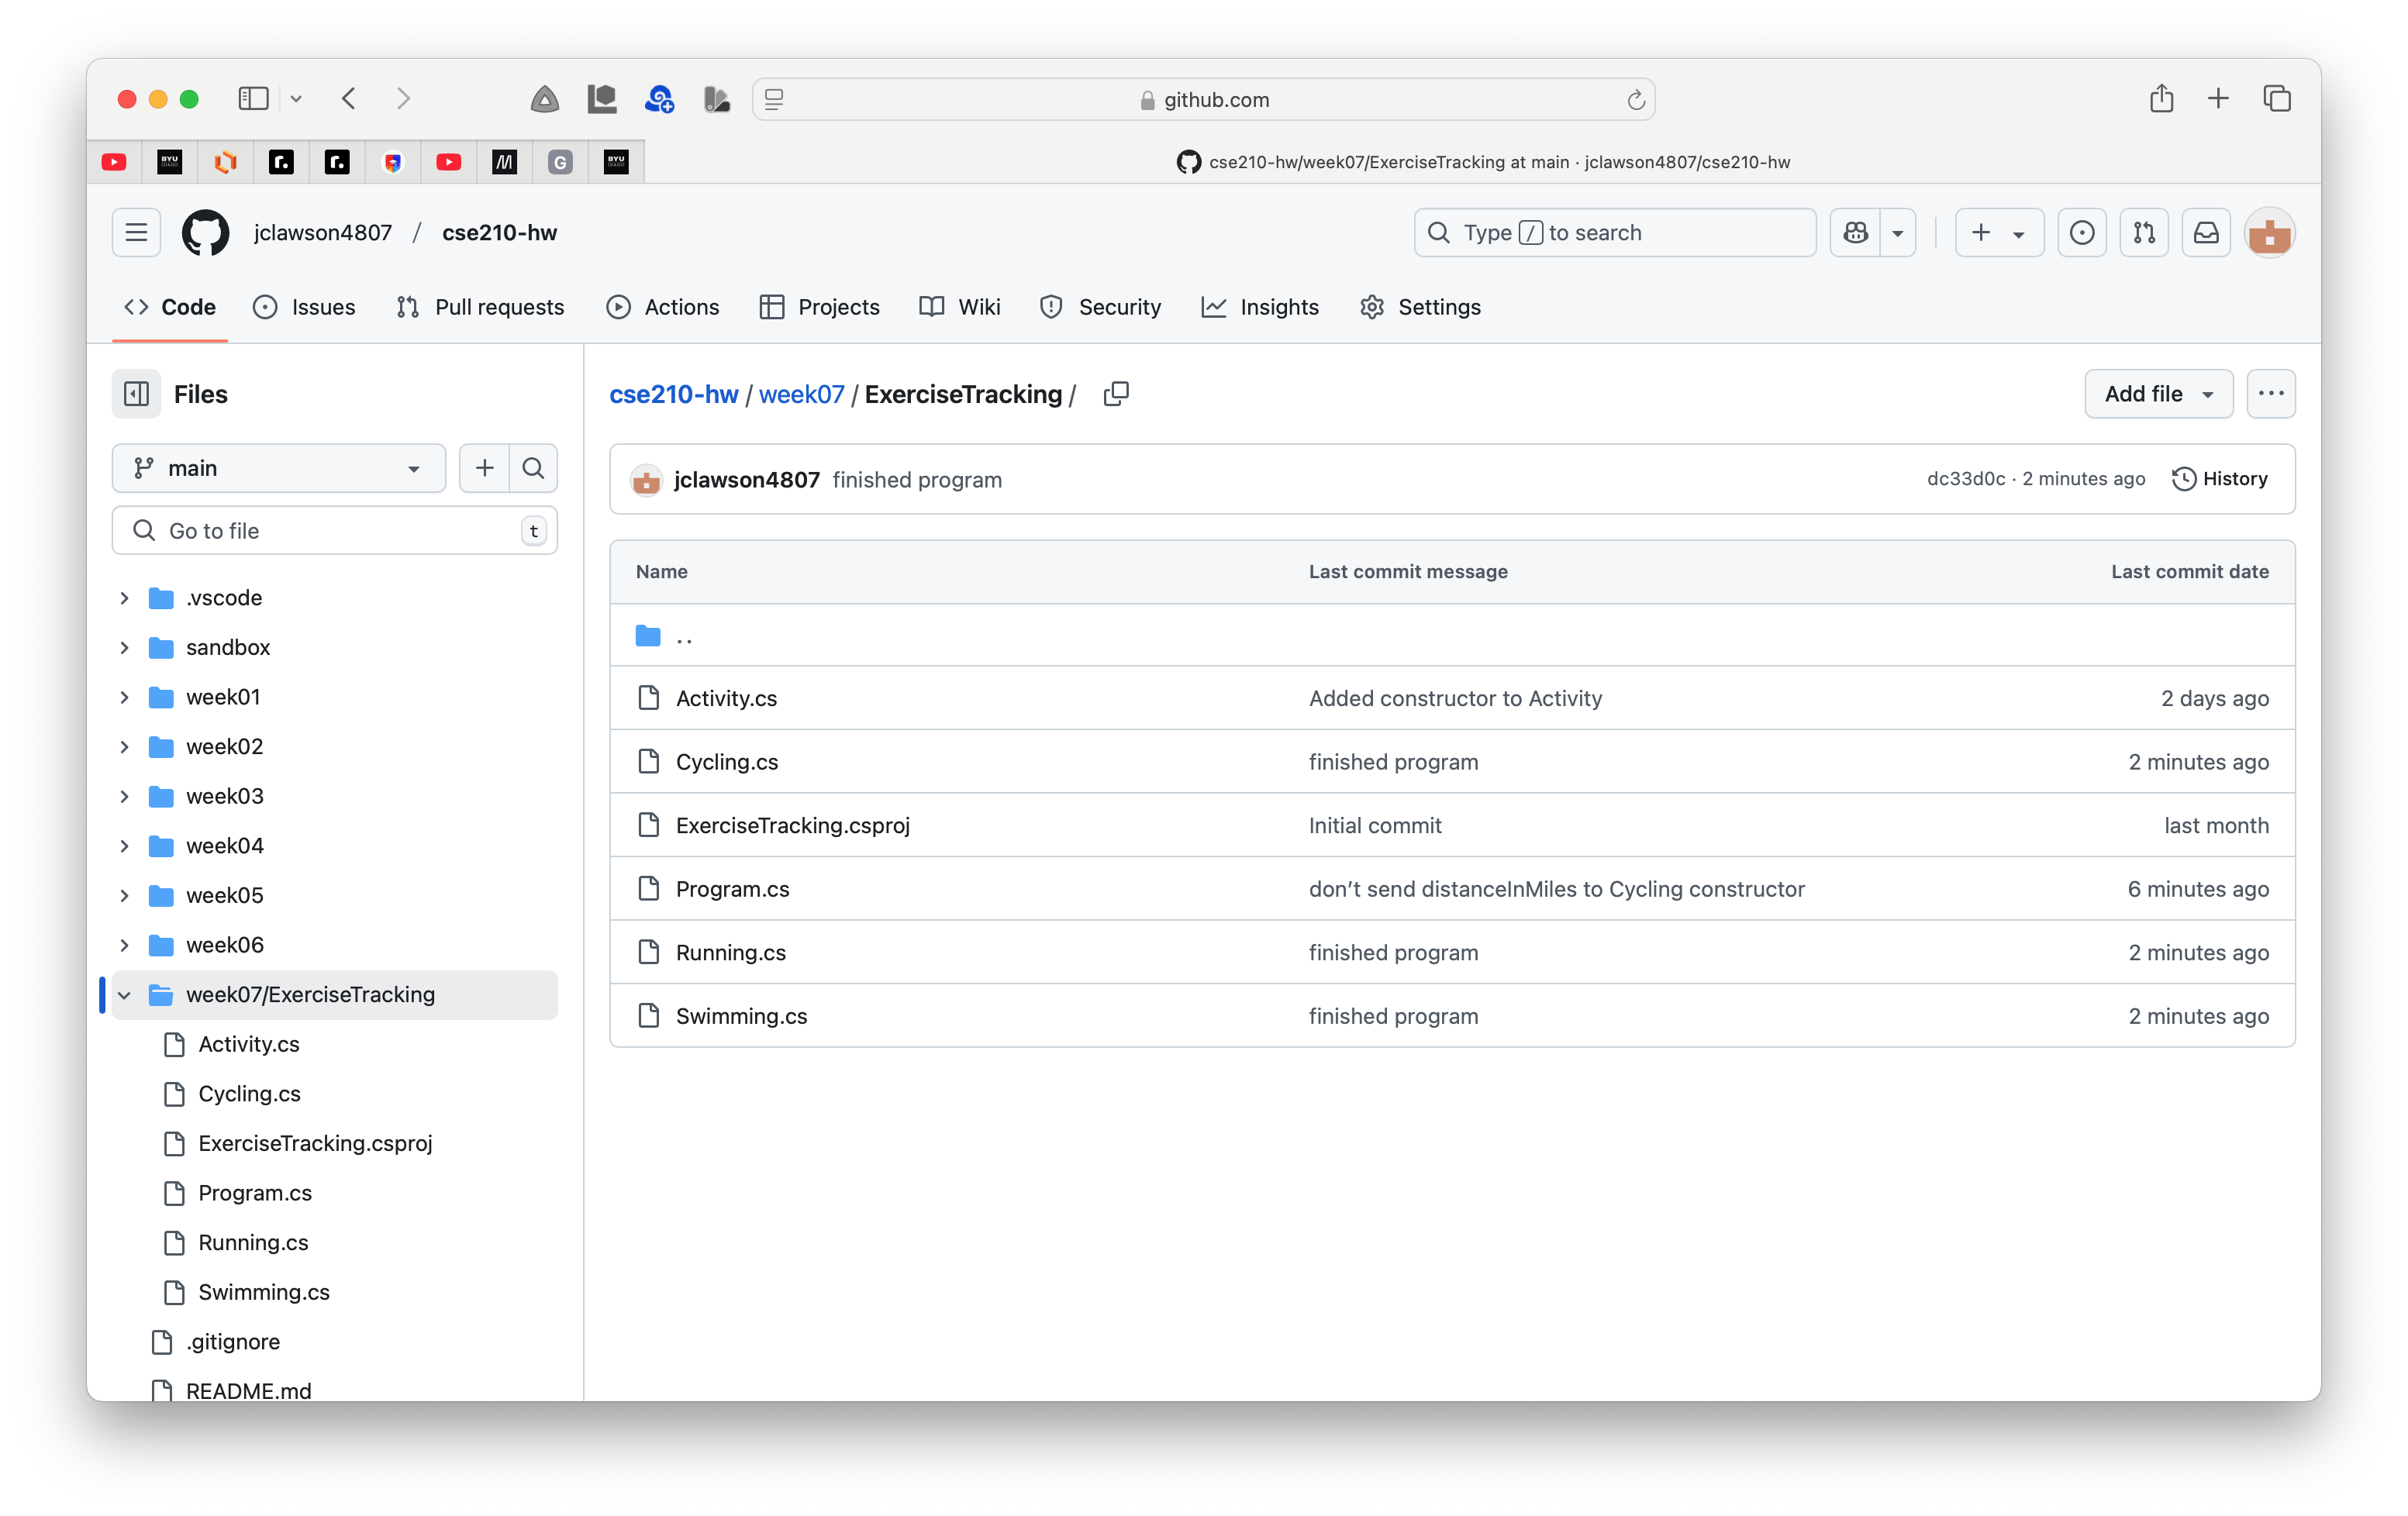 github.com
BYU
IDAHO
r.
r.
G
BYU
IDAHO
cse210-hw/week07/ExerciseTracking at main · jclawson4807/cse210-hw
jclawson4807 / cse210-hw
Type / to search
Code Issues Pull requests Actions Projects Wiki Security Insights Settings
Files
cse210-hw / week07 / ExerciseTracking /
Add file
main
jclawson4807 finished program
dc33d0c · 2 minutes ago History
Go to file t
Name Last commit message Last commit date
..
Activity.cs Added constructor to Activity 2 days ago
Cycling.cs finished program 2 minutes ago
ExerciseTracking.csproj Initial commit last month
Program.cs don’t send distanceInMiles to Cycling constructor 6 minutes ago
Running.cs finished program 2 minutes ago
Swimming.cs finished program 2 minutes ago
.vscode
sandbox
week01
week02
week03
week04
week05
week06
week07/ExerciseTracking
Activity.cs
Cycling.cs
ExerciseTracking.csproj
Program.cs
Running.cs
Swimming.cs
.gitignore
README.md